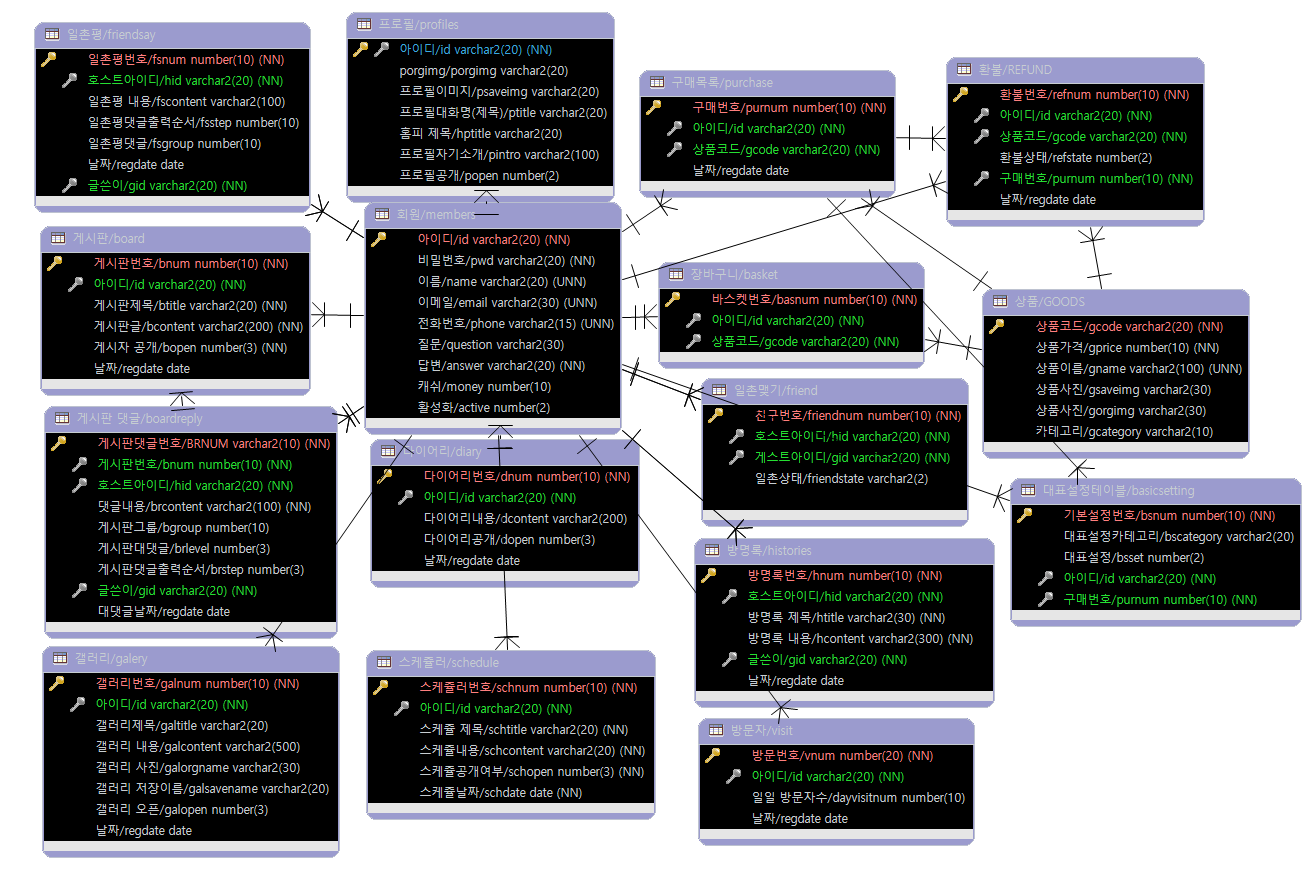 일촌평/friendsay
일촌평번호/fsnum number(10) (NN)
호스트아이디/hid varchar2(20) (NN)
일촌평 내용/fscontent varchar2(100)
일촌평댓글출력순서/fsstep number(10)
일촌평댓글/fsgroup number(10)
날짜/regdate date
글쓴이/gid varchar2(20) (NN)
프로필/profiles
아이디/id varchar2(20) (NN)
porgimg/porgimg varchar2(20)
프로필이미지/psaveimg varchar2(20)
프로필대화명(제목)/ptitle varchar2(20)
홈피 제목/hptitle varchar2(20)
프로필자기소개/pintro varchar2(100)
프로필공개/popen number(2)
구매목록/purchase
구매번호/purnum number(10) (NN)
아이디/id varchar2(20) (NN)
상품코드/gcode varchar2(20) (NN)
날짜/regdate date
환불/REFUND
환불번호/refnum number(10) (NN)
아이디/id varchar2(20) (NN)
상품코드/gcode varchar2(20) (NN)
환불상태/refstate number(2)
구매번호/purnum number(10) (NN)
날짜/regdate date
게시판/board
게시판번호/bnum number(10) (NN)
아이디/id varchar2(20) (NN)
게시판제목/btitle varchar2(20) (NN)
게시판글/bcontent varchar2(200) (NN)
게시자 공개/bopen number(3) (NN)
날짜/regdate date
회원/members
아이디/id varchar2(20) (NN)
비밀번호/pwd varchar2(20) (NN)
이름/name varchar2(20) (UNN)
이메일/email varchar2(30) (UNN)
전화번호/phone varchar2(15) (UNN)
질문/question varchar2(30)
답변/answer varchar2(20) (NN)
캐쉬/money number(10)
활성화/active number(2)
장바구니/basket
바스켓번호/basnum number(10) (NN)
아이디/id varchar2(20) (NN)
상품코드/gcode varchar2(20) (NN)
상품/GOODS
상품코드/gcode varchar2(20) (NN)
상품가격/gprice number(10) (NN)
상품이름/gname varchar2(100) (UNN)
상품사진/gsaveimg varchar2(30)
상품사진/gorgimg varchar2(30)
카테고리/gcategory varchar2(10)
게시판 댓글/boardreply
게시판댓글번호/BRNUM varchar2(10) (NN)
게시판번호/bnum number(10) (NN)
호스트아이디/hid varchar2(20) (NN)
댓글내용/brcontent varchar2(100) (NN)
게시판그룹/bgroup number(10)
게시판대댓글/brlevel number(3)
게시판댓글출력순서/brstep number(3)
글쓴이/gid varchar2(20) (NN)
대댓글날짜/regdate date
다이어리/diary
다이어리번호/dnum number(10) (NN)
아이디/id varchar2(20) (NN)
다이어리내용/dcontent varchar2(200)
다이어리공개/dopen number(3)
날짜/regdate date
일촌맺기/friend
친구번호/friendnum number(10) (NN)
호스트아이디/hid varchar2(20) (NN)
게스트아이디/gid varchar2(20) (NN)
일촌상태/friendstate varchar2(2)
대표설정테이블/basicsetting
기본설정번호/bsnum number(10) (NN)
대표설정카테고리/bscategory varchar2(20)
대표설정/bsset number(2)
아이디/id varchar2(20) (NN)
구매번호/purnum number(10) (NN)
방명록/histories
방명록번호/hnum number(10) (NN)
호스트아이디/hid varchar2(20) (NN)
방명록 제목/htitle varchar2(30) (NN)
방명록 내용/hcontent varchar2(300) (NN)
글쓴이/gid varchar2(20) (NN)
날짜/regdate date
갤러리/galery
갤러리번호/galnum number(10) (NN)
아이디/id varchar2(20) (NN)
갤러리제목/galtitle varchar2(20)
갤러리 내용/galcontent varchar2(500)
갤러리 사진/galorgname varchar2(30)
갤러리 저장이름/galsavename varchar2(20)
갤러리 오픈/galopen number(3)
날짜/regdate date
스케쥴러/schedule
스케쥴러번호/schnum number(10) (NN)
아이디/id varchar2(20) (NN)
스케쥴 제목/schtitle varchar2(20) (NN)
스케쥴내용/schcontent varchar2(20) (NN)
스케쥴공개여부/schopen number(3) (NN)
스케쥴날짜/schdate date (NN)
방문자/visit
방문번호/vnum number(20) (NN)
아이디/id varchar2(20) (NN)
일일 방문자수/dayvisitnum number(10)
날짜/regdate date